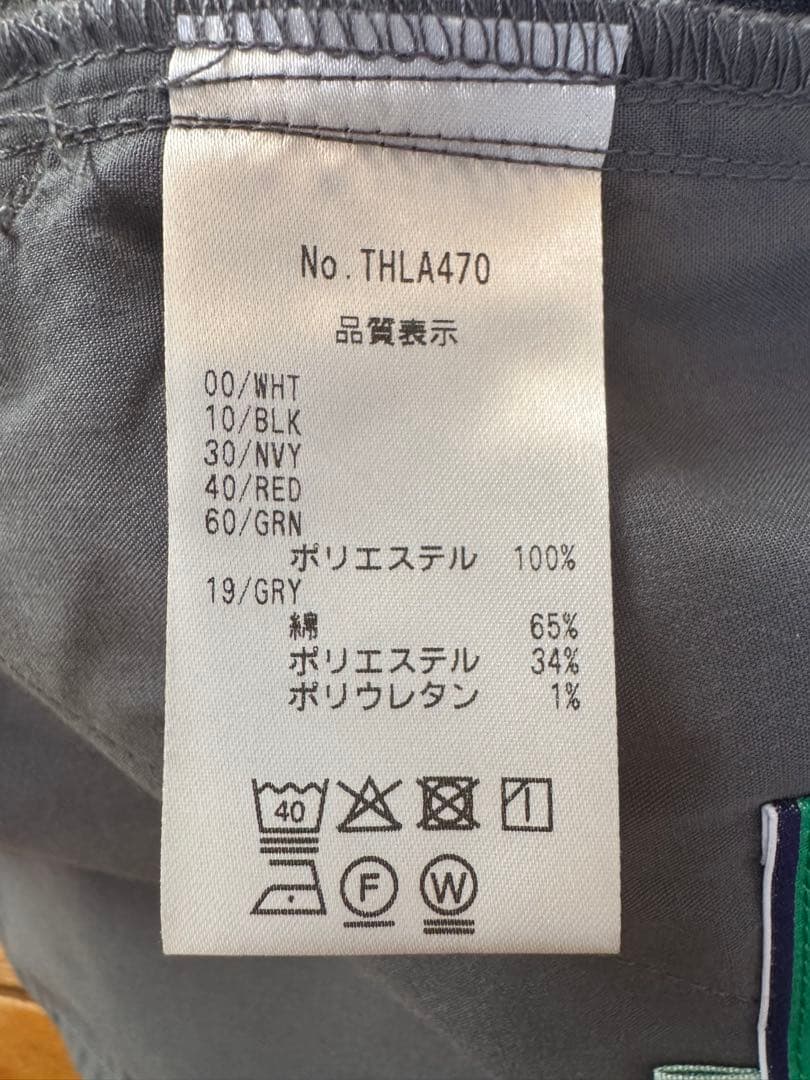 No.THLA470
品質表示
00/WHT
10/BLK
30/NVY
40/RED
60/GRN
ポリエステル 100%
19/GRY
綿 65%
ポリエステル 34%
ポリウレタン 1%
40
F W